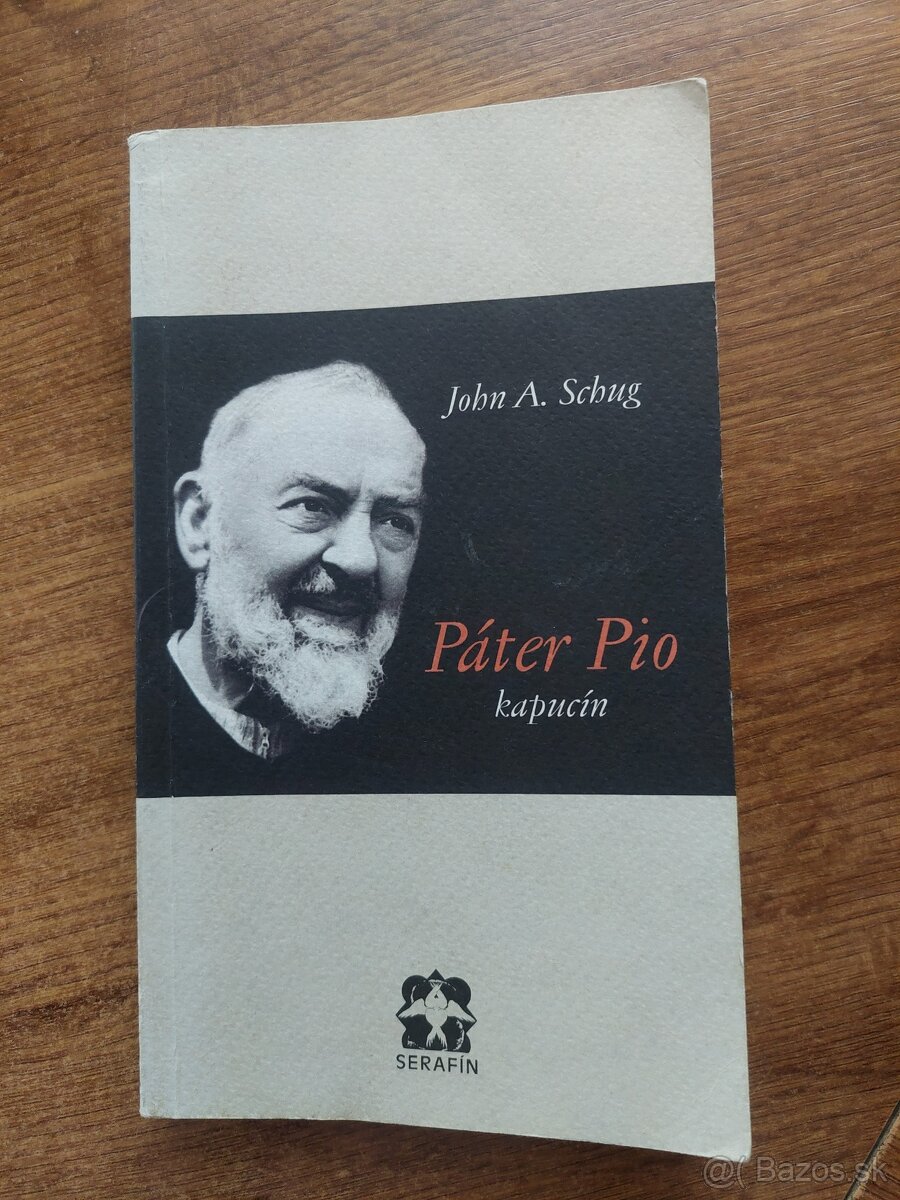 John A. Schug
Páter Pio
kapucín
SERAFÍN
@( Bazos.sk